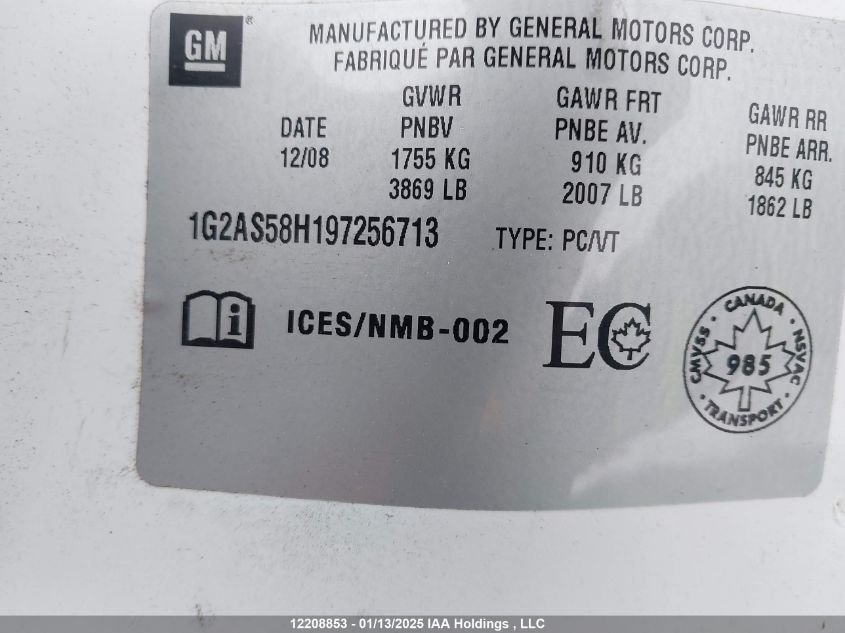 GM ®
MANUFACTURED BY GENERAL MOTORS CORP.
FABRIQUÉ PAR GENERAL MOTORS CORP.
DATE GVWR PNBV GAWR FRT PNBE AV. GAWR RR PNBE ARR.
12/08 1755 KG 910 KG 845 KG
3869 LB 2007 LB 1862 LB
1G2AS58H197256713 TYPE: PC/VT
i ICES/NMB-002 EC
CANADA
CMVSS 985 NSVAC
TRANSPORT
12208853 - 01/13/2025 IAA Holdings , LLC